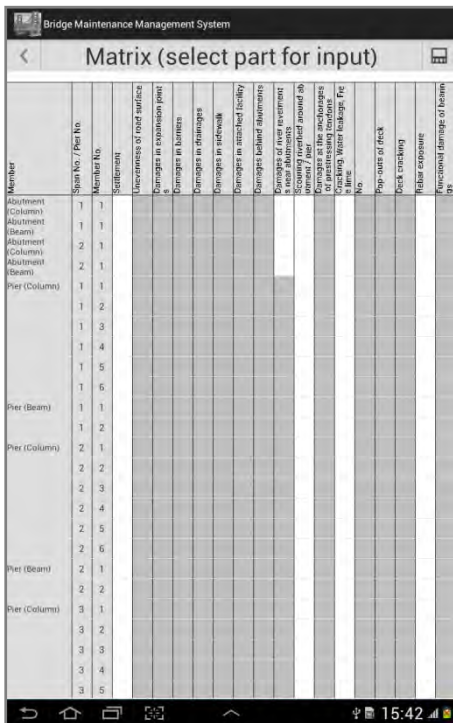 Bridge Maintenance Management System
Matrix (select part for input)
Member
Span No. / Pier No.
Member No.
Settlement
Unevenness of road surface
Damages in expansion joint
s
Damages in barriers
Damages in drainages
Damages in sidewalk
Damages in attached facility
Damages behind abutments
Damages of river revetment
s near abutments
Scouring riverbed around ab
utment / pier
Damages at the anchorages
of prestressing tendons
Cracking, Water leakage, Fre
e lime
No.
Pop-outs of deck
Deck cracking
Rebar exposure
Functional damage of bearin
gs
Abutment
(Column) 1 1
Abutment
(Beam) 1 1
Abutment
(Column) 2 1
Abutment
(Beam) 2 1
Pier (Column) 1 1
1 2
1 3
1 4
1 5
1 6
Pier (Beam) 1 1
1 2
Pier (Column) 2 1
2 2
2 3
2 4
2 5
2 6
Pier (Beam) 2 1
2 2
Pier (Column) 3 1
3 2
3 3
3 4
3 5
15:42